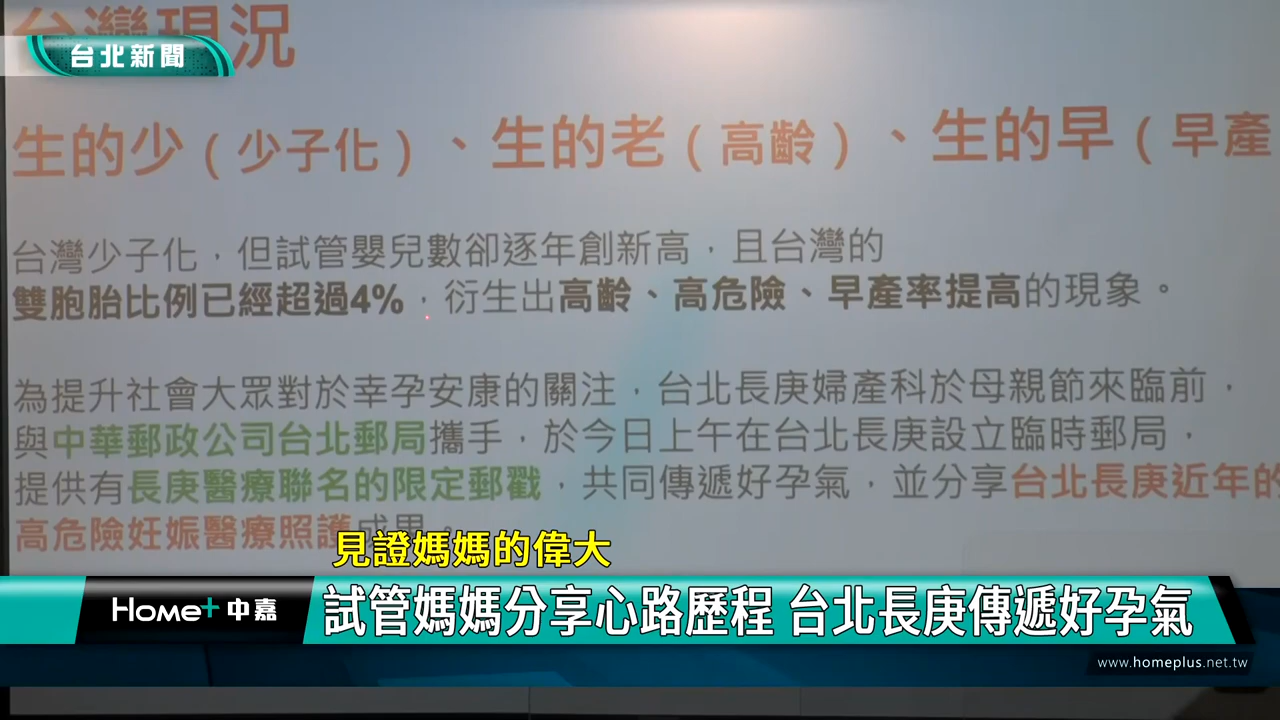 台灣現況
台北新聞
生的少（少子化）、生的老（高齡）、生的早（早產
台灣少子化，但試管嬰兒數卻逐年創新高，且台灣的
雙胞胎比例已經超過4%，衍生出高齡、高危險、早產率提高的現象。
為提升社會大眾對於幸孕安康的關注，台北長庚婦產科於母親節來臨前，
與中華郵政公司台北郵局攜手，於今日上午在台北長庚設立臨時郵局，
提供有長庚醫療聯名的限定郵戳，共同傳遞好孕氣，並分享台北長庚近年的
高危險妊娠醫療照護成果。
見證媽媽的偉大
Home+中嘉
試管媽媽分享心路歷程 台北長庚傳遞好孕氣
www.homeplus.net.tw